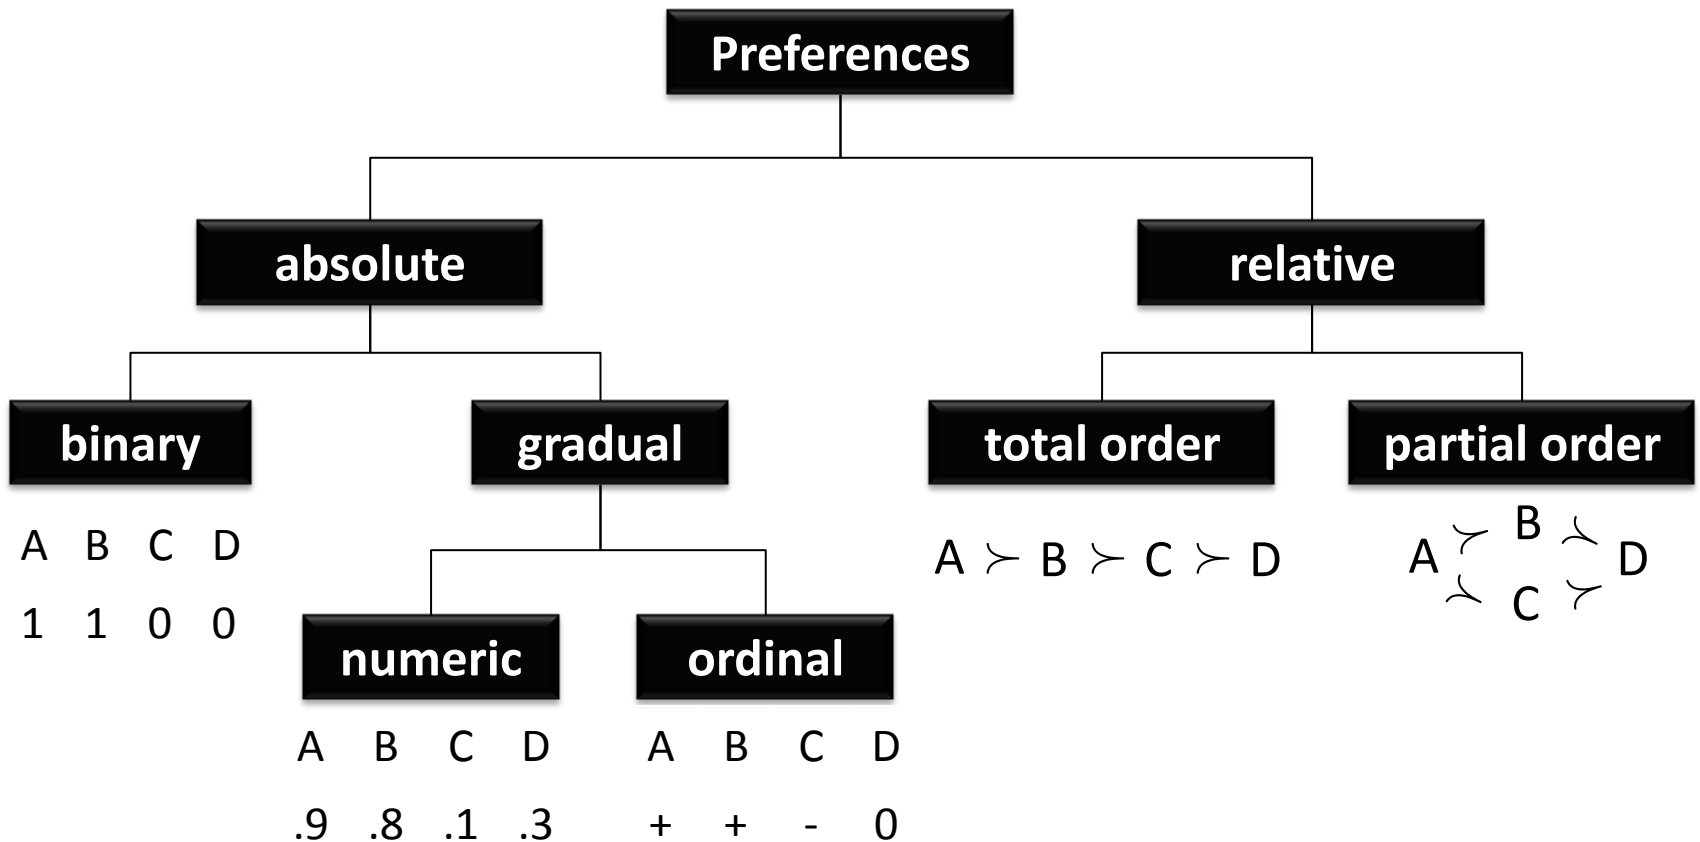 Preferences
absolute
relative
binary
gradual
total order
partial order
A B C D
1 1 0 0
A ≻ B ≻ C ≻ D
A ≻ B ≻ D
≻ C ≻
numeric
ordinal
A B C D
.9 .8 .1 .3
A B C D
+ + - 0